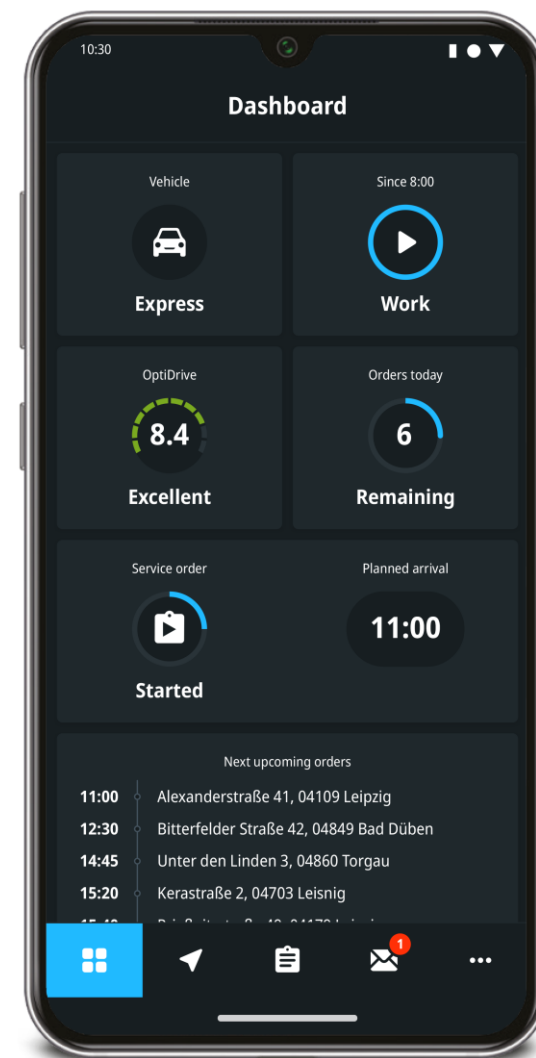 10:30
Dashboard
Vehicle
Express
Since 8:00
Work
OptiDrive
8.4
Excellent
Orders today
6
Remaining
Service order
Started
Planned arrival
11:00
Next upcoming orders
11:00 Alexanderstraße 41, 04109 Leipzig
12:30 Bitterfelder Straße 42, 04849 Bad Düben
14:45 Unter den Linden 3, 04860 Torgau
15:20 Kerastraße 2, 04703 Leisnig
1